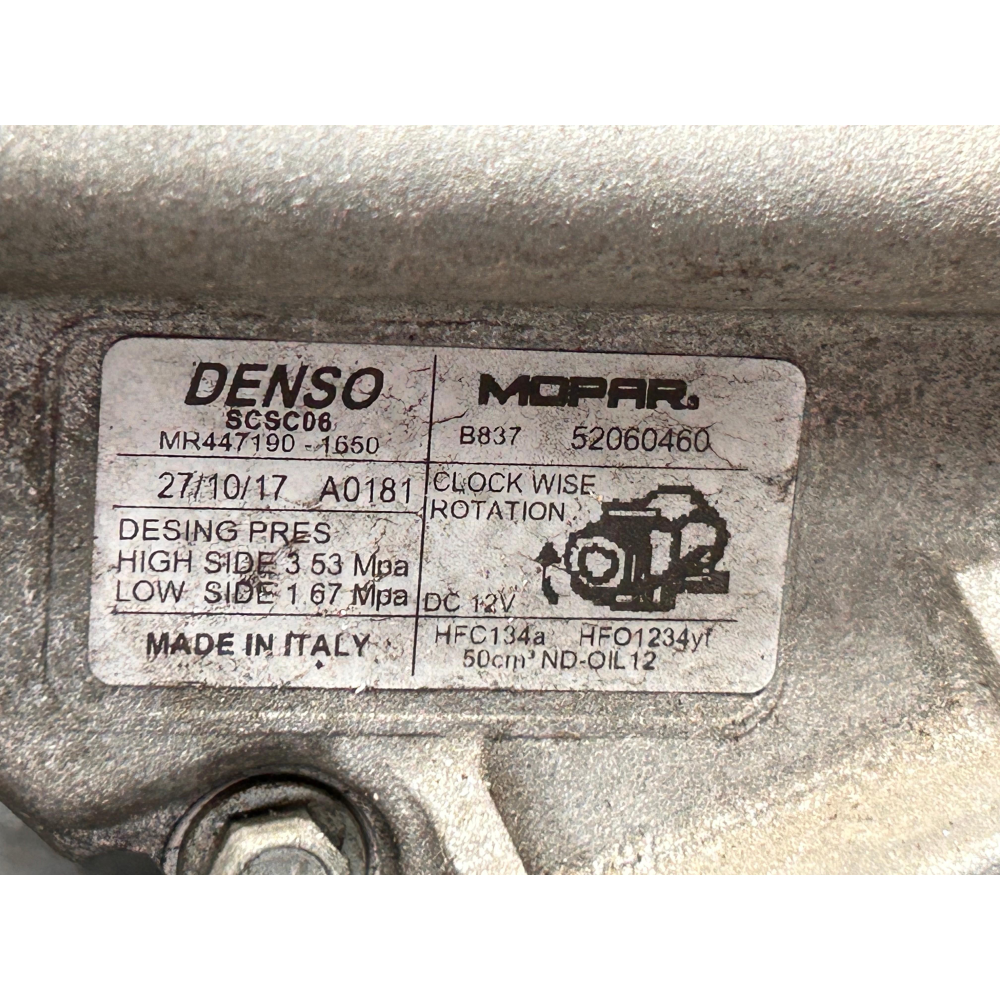 DENSO
SCSC06
MR447190-1650
MOPAR®
B837 52060460
27/10/17 A0181
CLOCK WISE
ROTATION
DESING PRES
HIGH SIDE 3.53 Mpa
LOW SIDE 1.67 Mpa
DC 12V
MADE IN ITALY
HFC134a HFO1234yf
50cm³ ND-OIL12